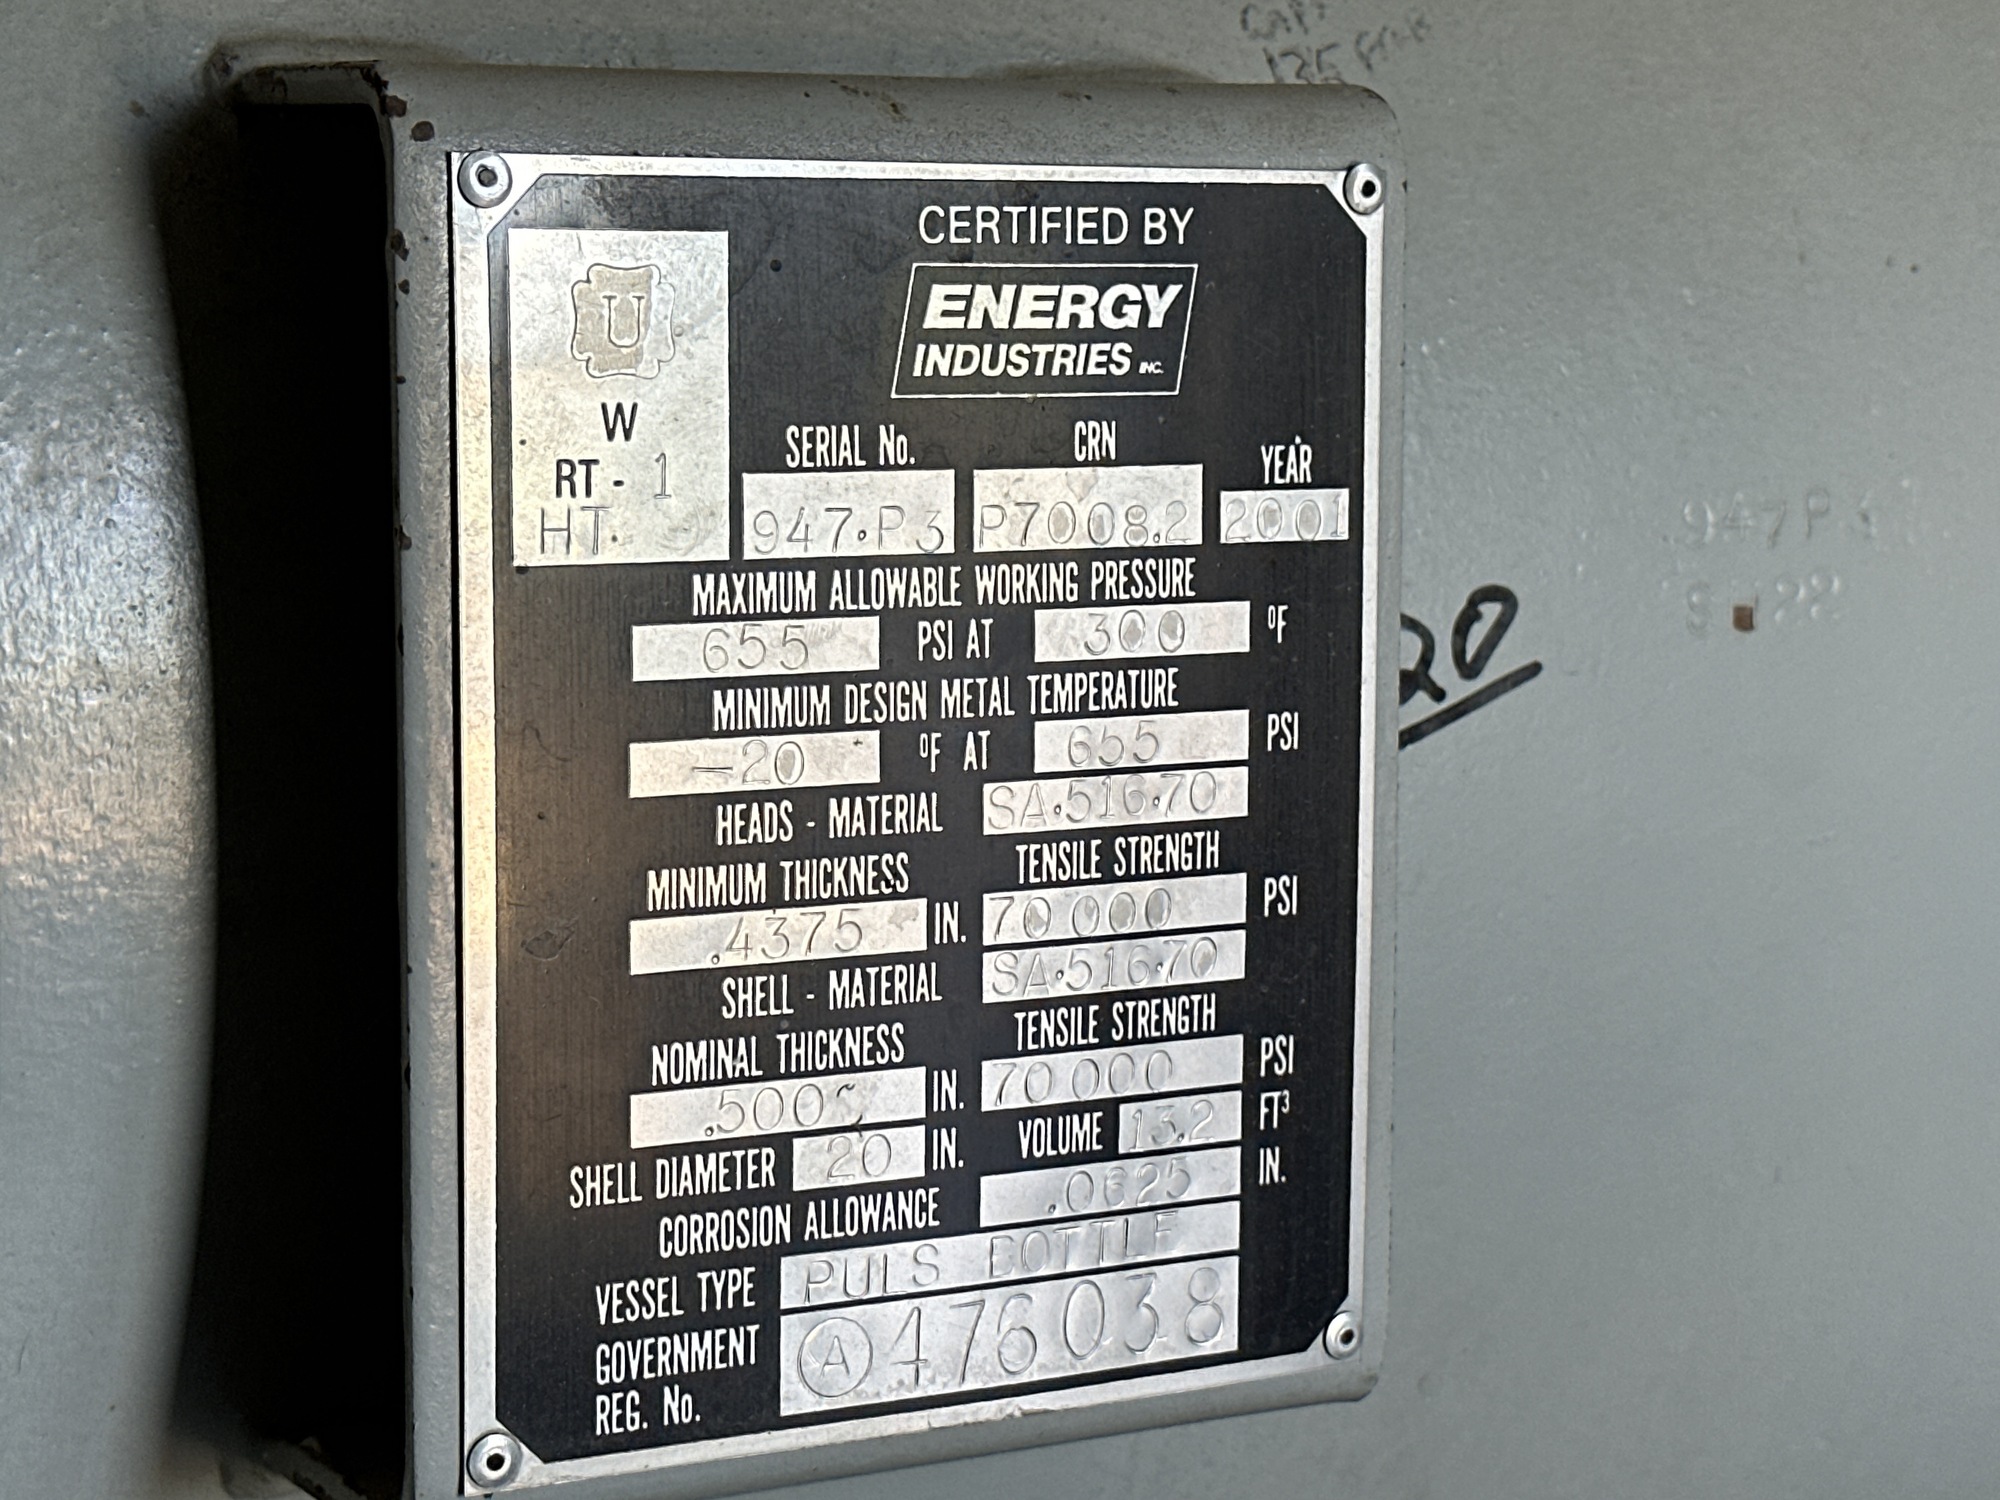 CERTIFIED BY
U
ENERGY
INDUSTRIES INC.
W
RT - 1
HT.
SERIAL No. CRN YEAR
947.P3 P7008.2 2001
MAXIMUM ALLOWABLE WORKING PRESSURE
655 PSI AT 300 °F
MINIMUM DESIGN METAL TEMPERATURE
-20 °F AT 655 PSI
HEADS - MATERIAL SA.516.70
MINIMUM THICKNESS TENSILE STRENGTH
.4375 IN. 70 000 PSI
SHELL - MATERIAL SA.516.70
NOMINAL THICKNESS TENSILE STRENGTH
.5000 IN. 70 000 PSI
SHELL DIAMETER 20 IN. VOLUME 13.2 FT³
CORROSION ALLOWANCE .0625 IN.
VESSEL TYPE PULS BOTTLE
GOVERNMENT
REG. No. A 476038
20
947P3